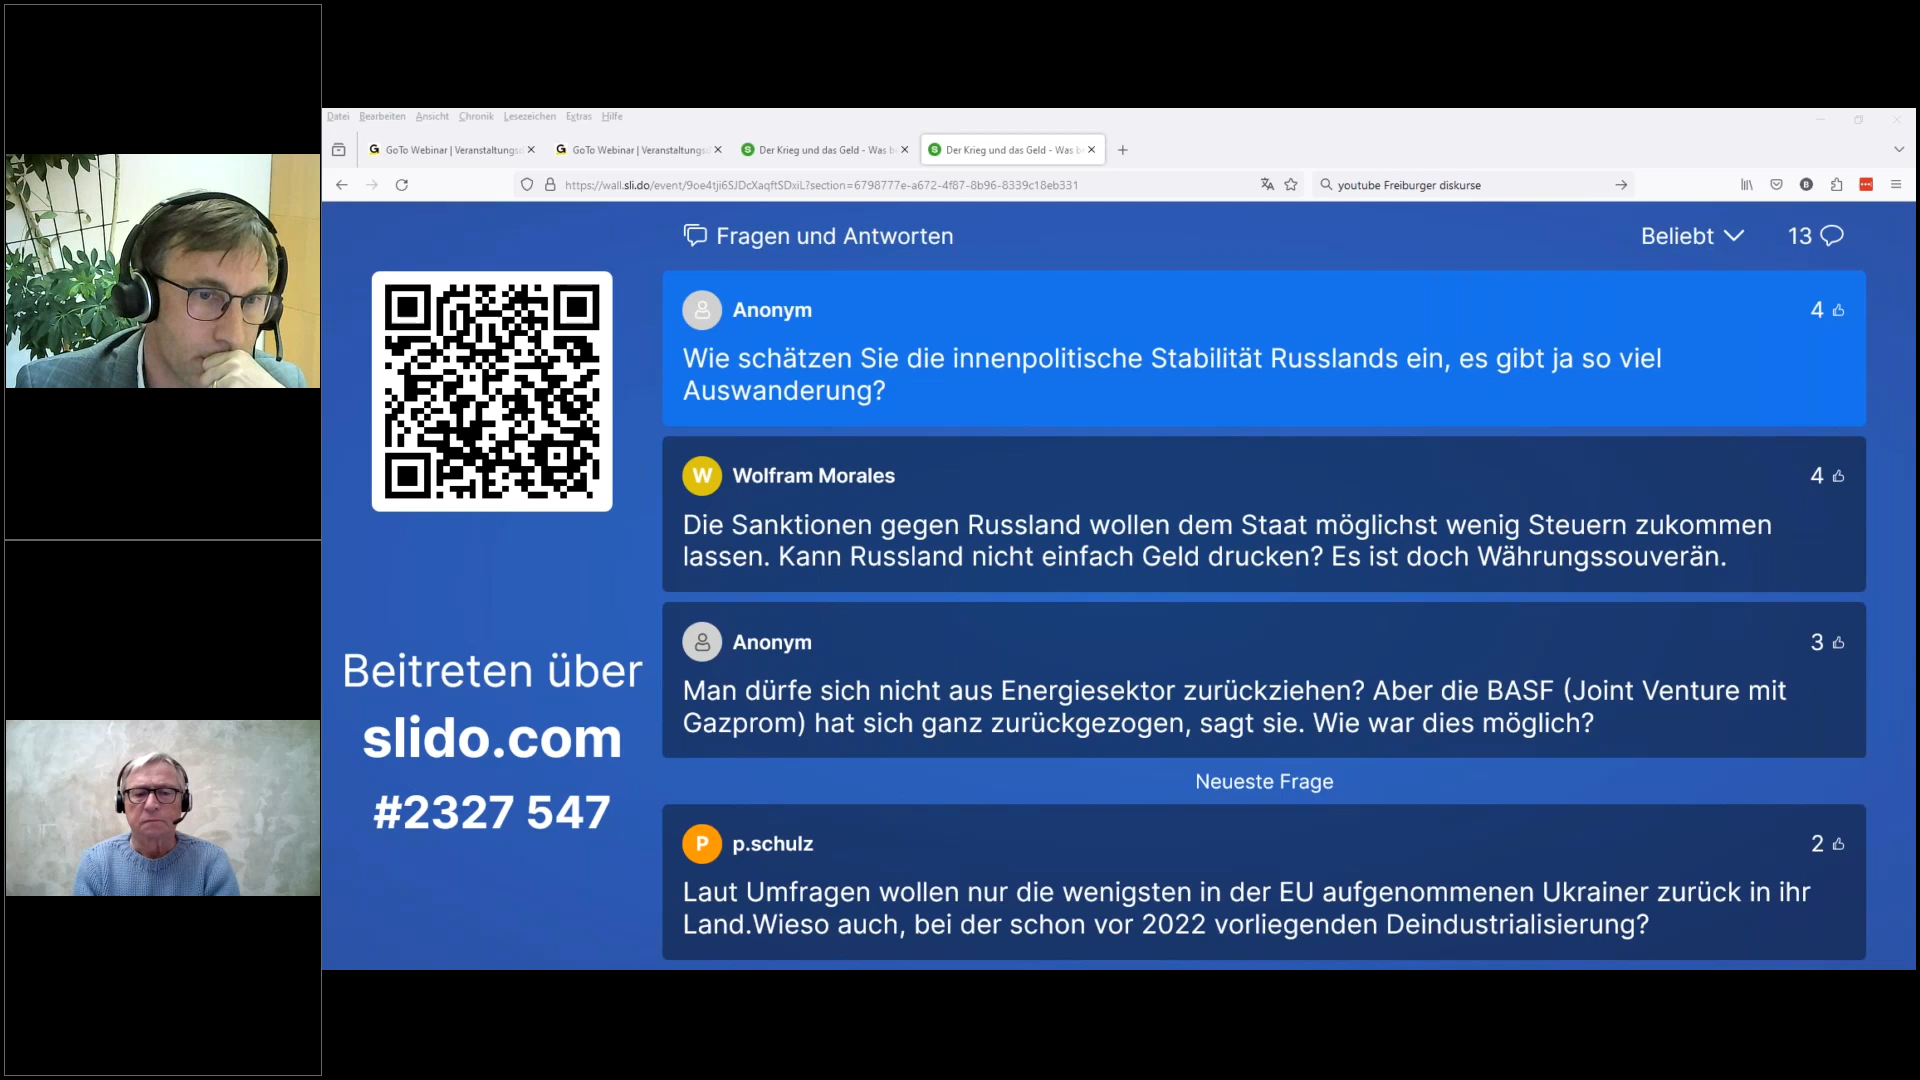 Datei Bearbeiten Ansicht Chronik Lesezeichen Extras Hilfe
GoTo Webinar | Veranstaltungsd
GoTo Webinar | Veranstaltungsd
Der Krieg und das Geld - Was b
Der Krieg und das Geld - Was b
https://wall.sli.do/event/9oe4tji6SJDcXaqftSDxiL?section=6798777e-a672-4f87-8b96-8339c18eb331
youtube Freiburger diskurse
Fragen und Antworten
Beliebt
13
Anonym
4
Wie schätzen Sie die innenpolitische Stabilität Russlands ein, es gibt ja so viel
Auswanderung?
W Wolfram Morales
4
Die Sanktionen gegen Russland wollen dem Staat möglichst wenig Steuern zukommen
lassen. Kann Russland nicht einfach Geld drucken? Es ist doch Währungssouverän.
Anonym
3
Man dürfe sich nicht aus Energiesektor zurückziehen? Aber die BASF (Joint Venture mit
Gazprom) hat sich ganz zurückgezogen, sagt sie. Wie war dies möglich?
Neueste Frage
P p.schulz
2
Laut Umfragen wollen nur die wenigsten in der EU aufgenommenen Ukrainer zurück in ihr
Land.Wieso auch, bei der schon vor 2022 vorliegenden Deindustrialisierung?
Beitreten über
slido.com
#2327 547